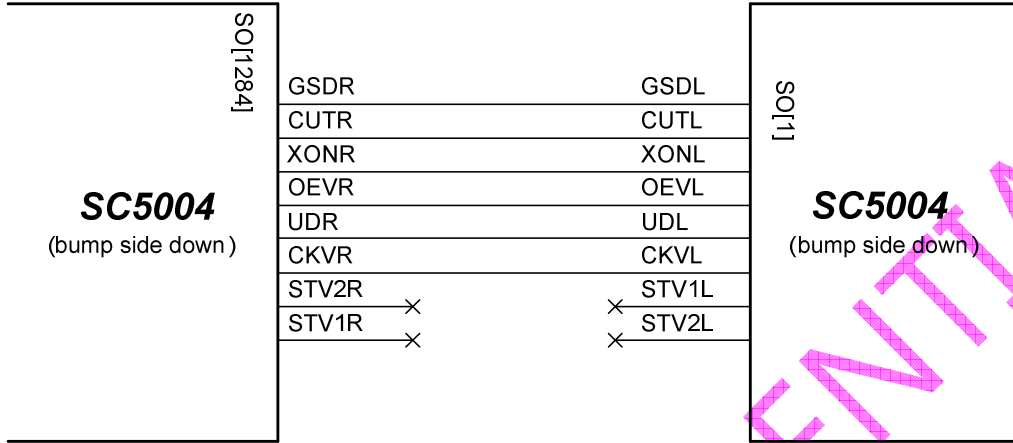 SO[1284]
GSDR GSDL
CUTR CUTL
SO[1]
XONR XONL
OEVR OEVL
SC5004 SC5004
(bump side down) (bump side down)
UDR UDL
CKVR CKVL
STV2R STV1L
STV1R STV2L